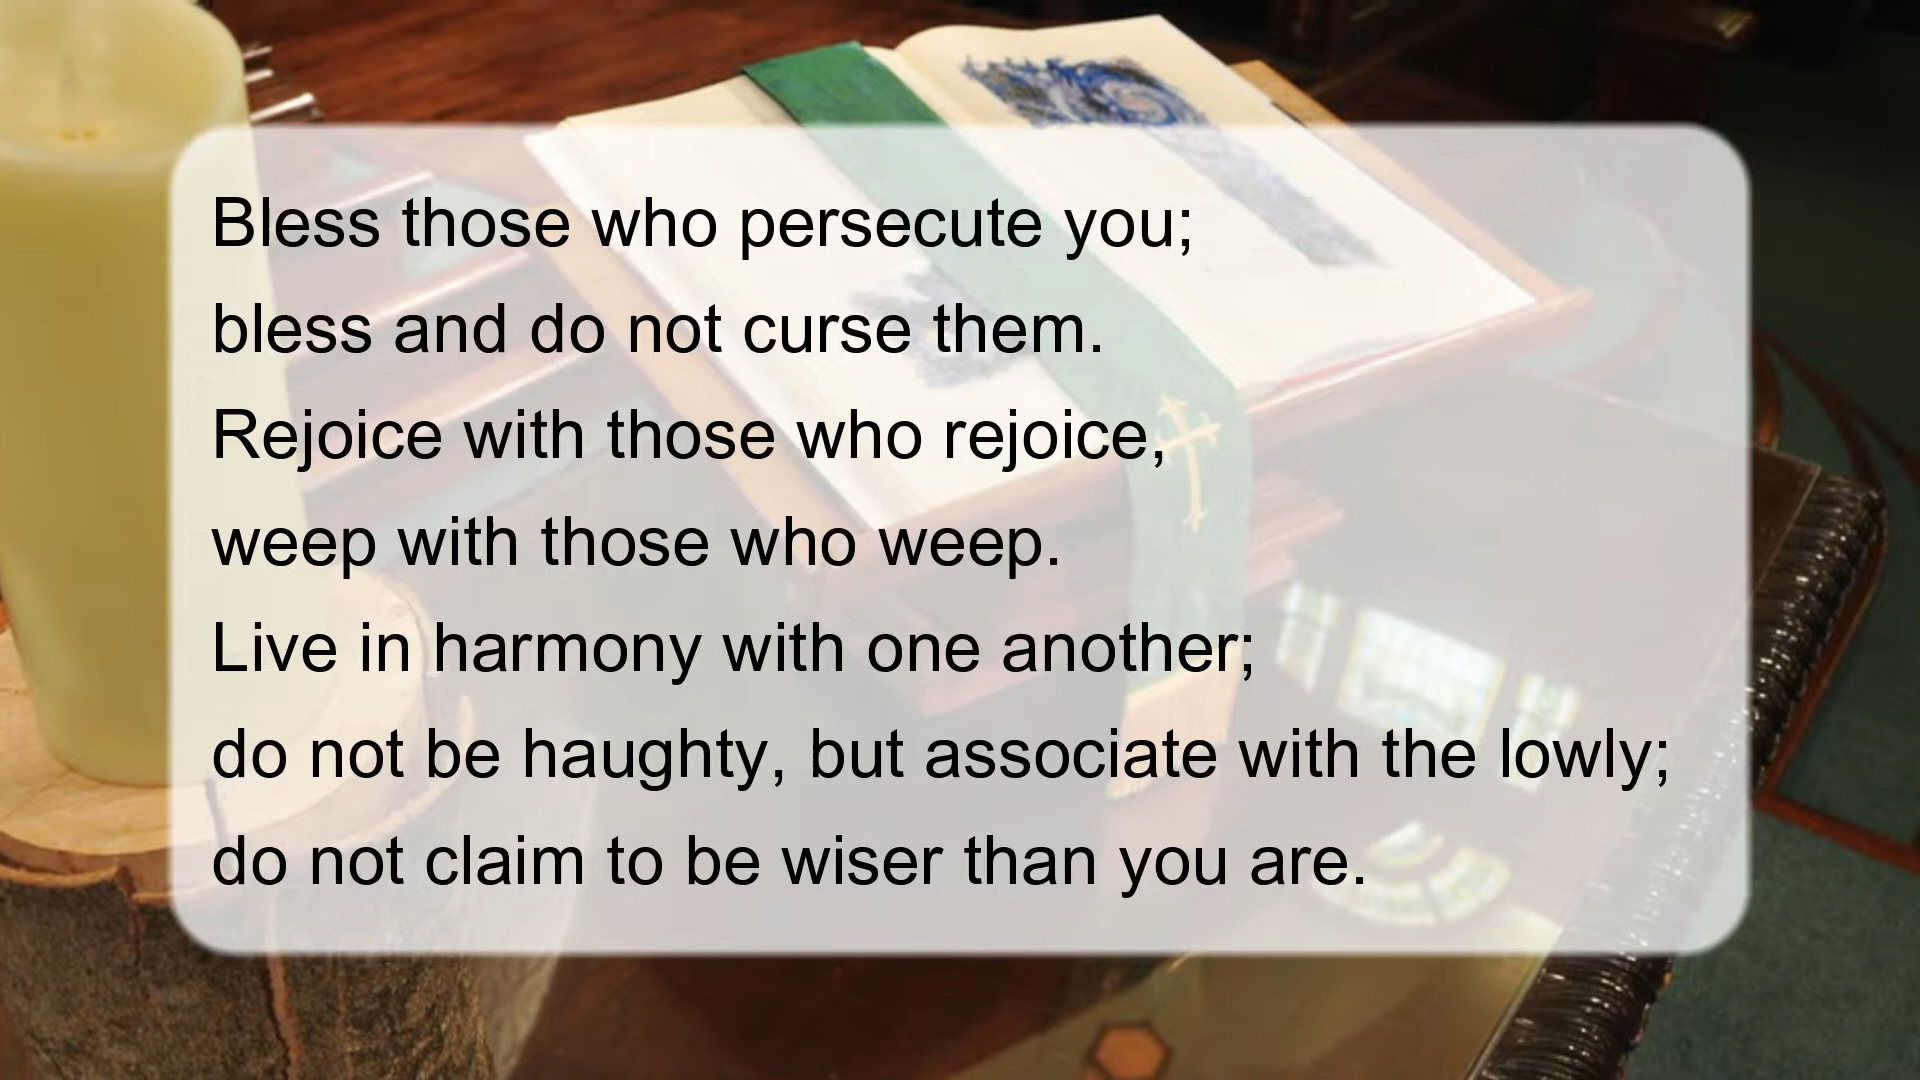 Bless those who persecute you;
bless and do not curse them.
Rejoice with those who rejoice,
weep with those who weep.
Live in harmony with one another;
do not be haughty, but associate with the lowly;
do not claim to be wiser than you are.